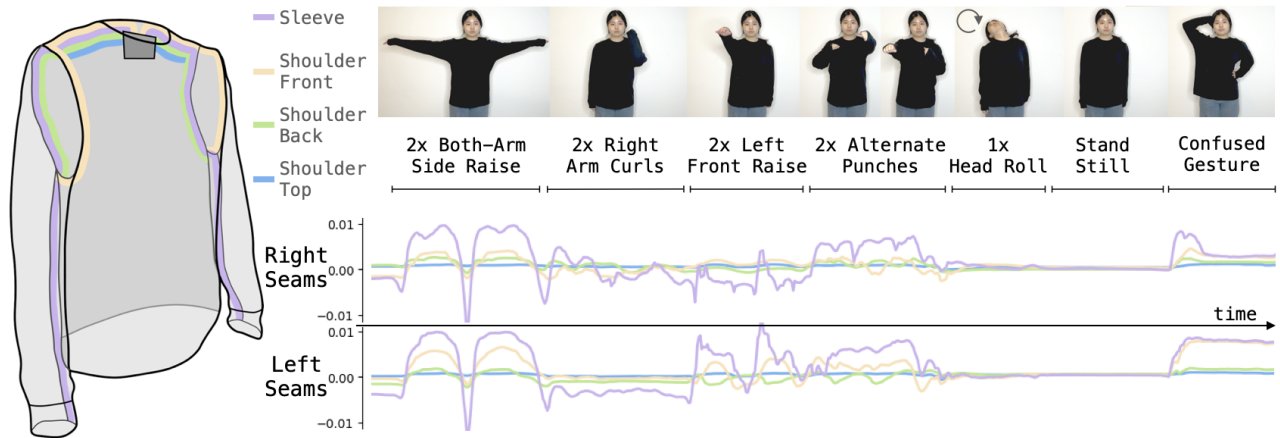 Sleeve
Shoulder
Front
Shoulder
Back
Shoulder
Top
2x Both-Arm
Side Raise
2x Right
Arm Curls
2x Left
Front Raise
2x Alternate
Punches
1x
Head Roll
Stand
Still
Confused
Gesture
Right
Seams
0.01
0.00
−0.01
time
Left
Seams
0.01
0.00
−0.01